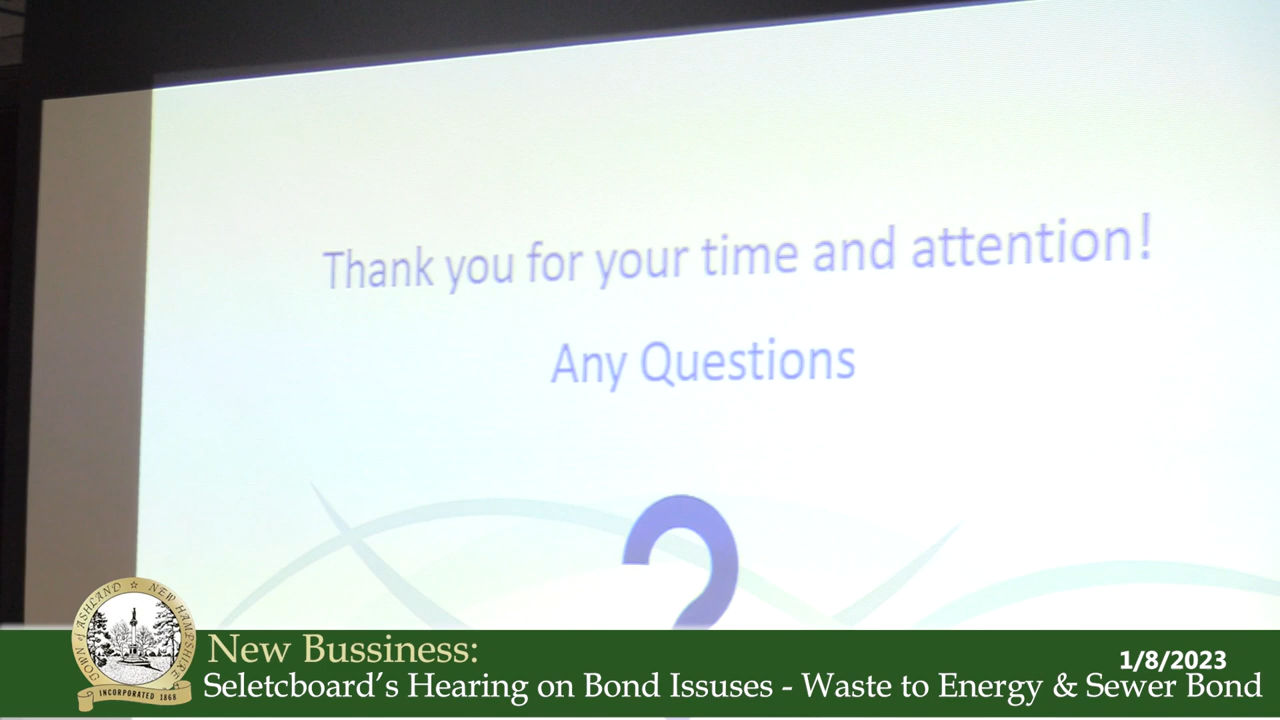 Thank you for your time and attention!
Any Questions
?
TOWN of ASHLAND ☆ NEW HAMPSHIRE
INCORPORATED 1868
New Bussiness:
1/8/2023
Seletcboard's Hearing on Bond Issuses - Waste to Energy & Sewer Bond